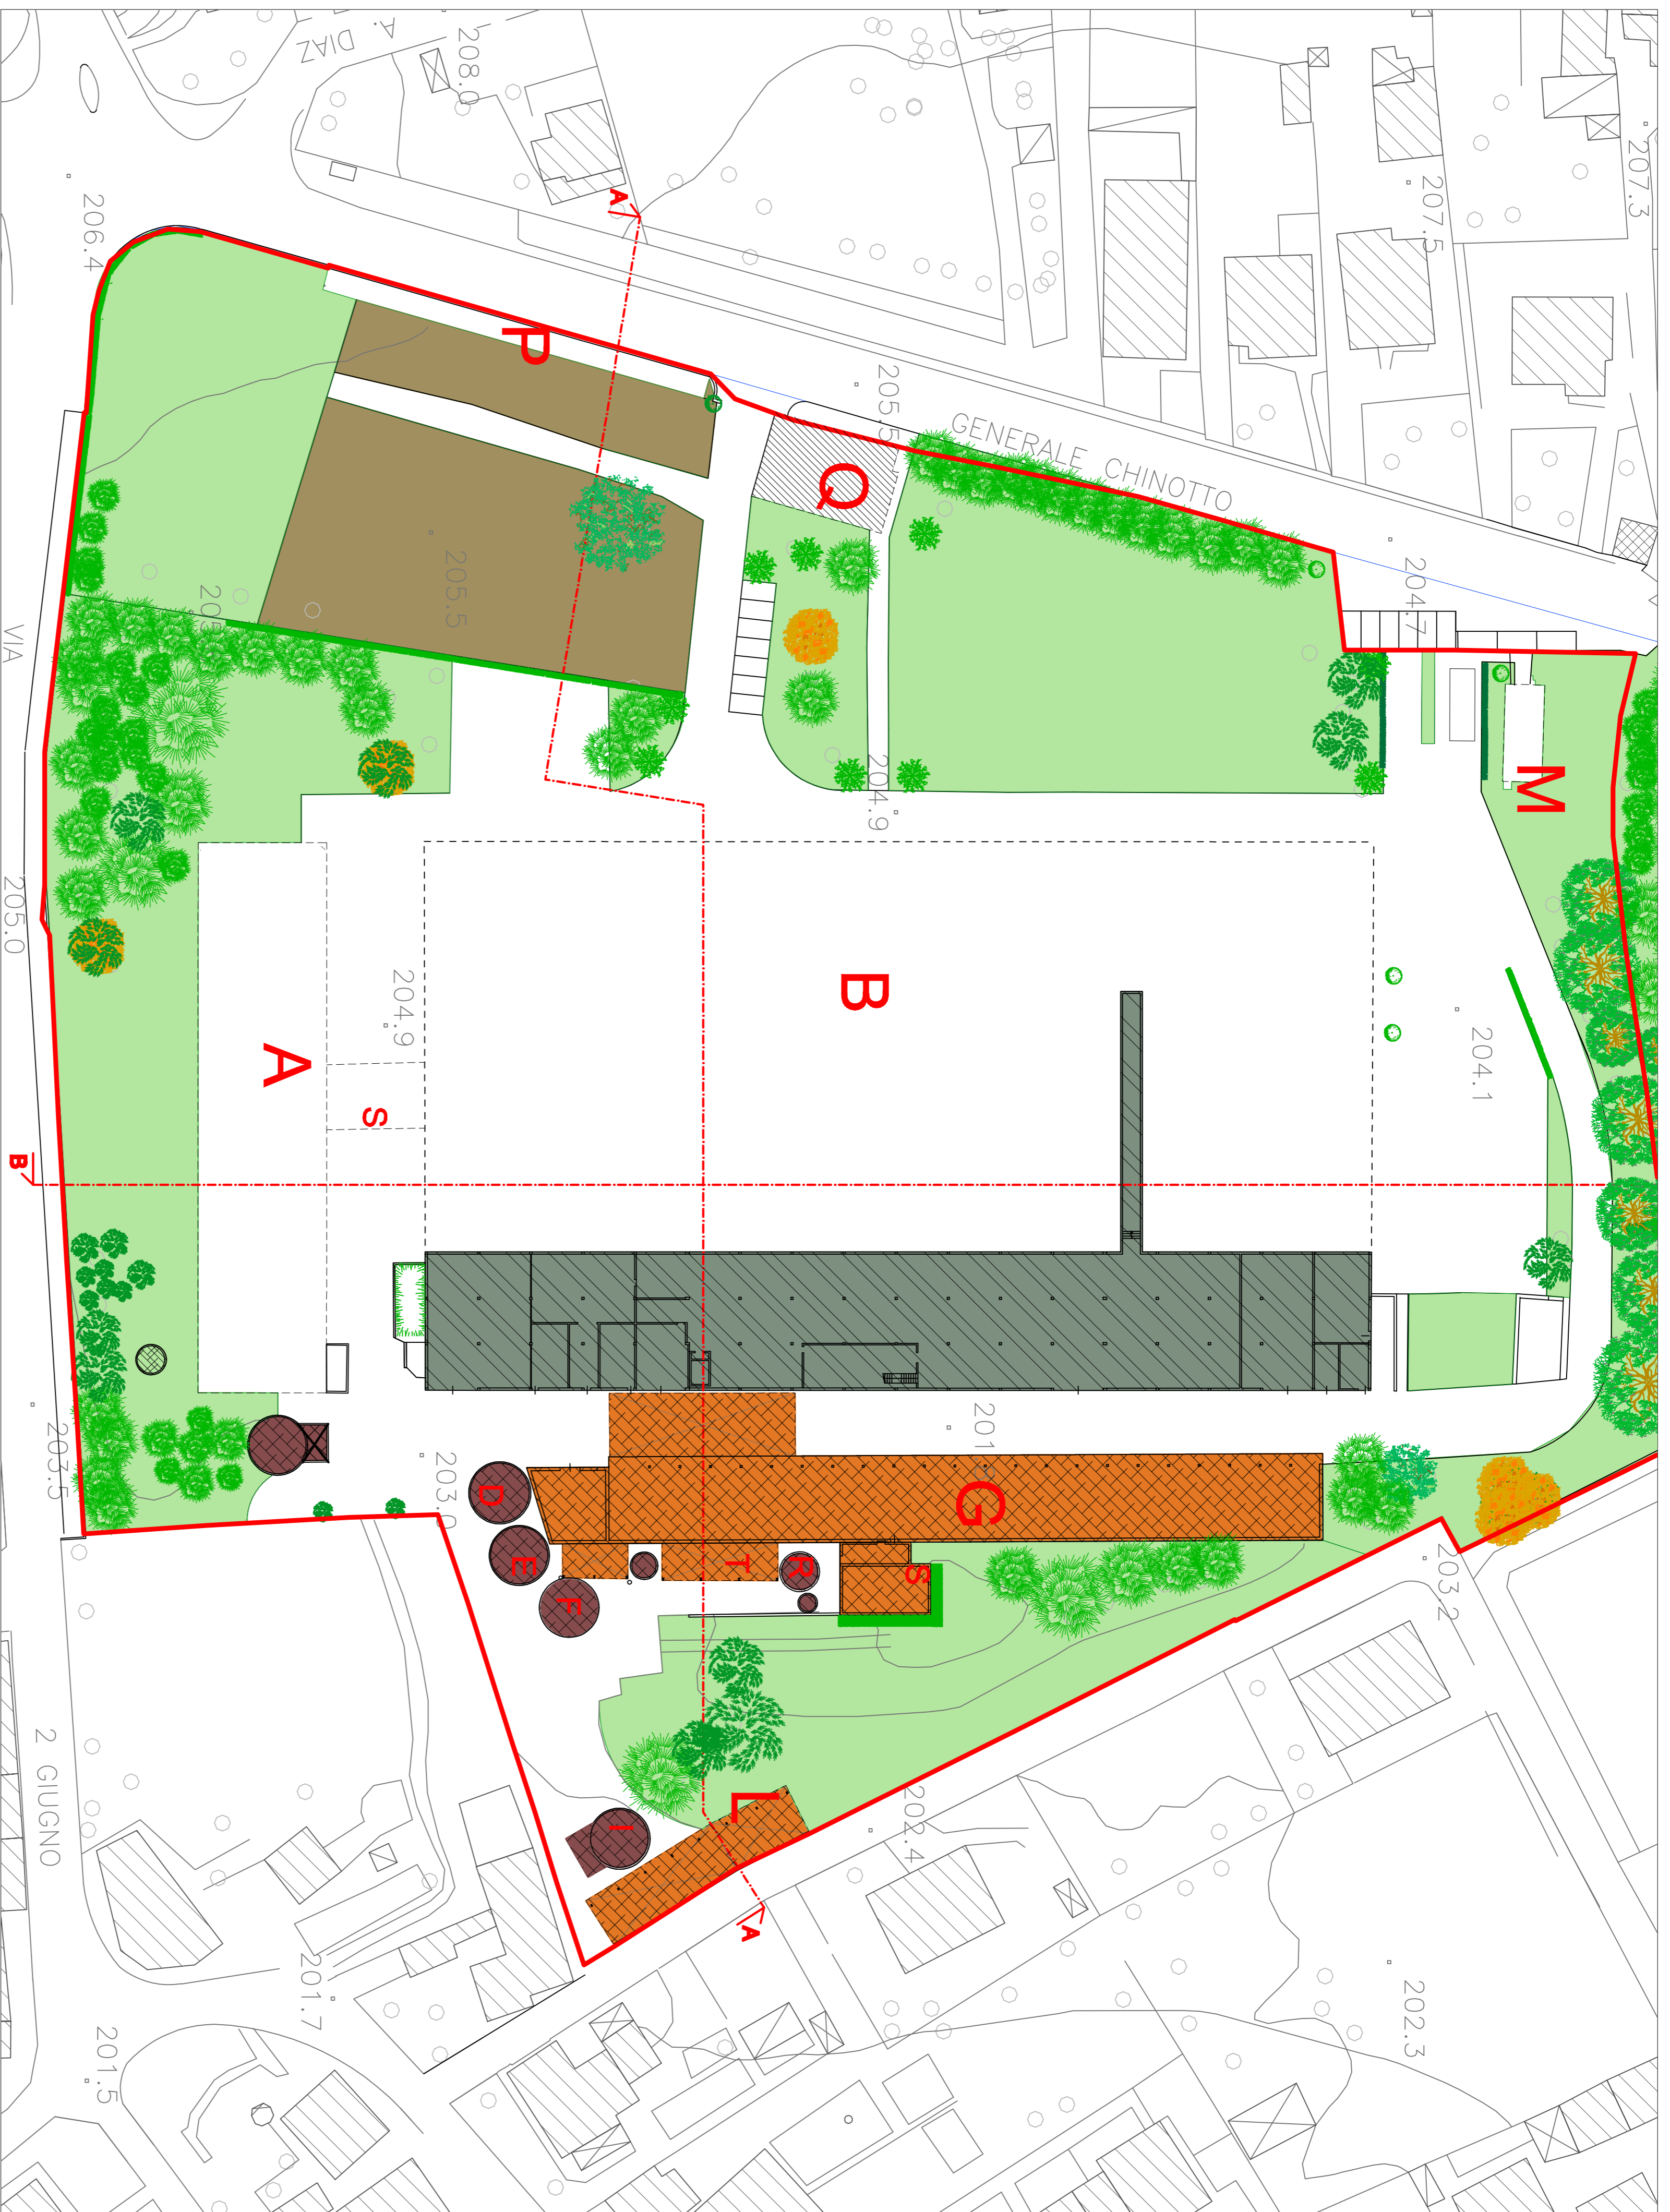 A. DIAZ
208.0
207.3
207.5
206.4
A
P
205.5
Q
GENERALE CHINOTTO
204.7
205.5
VIA
M
204.9
205.0
B
204.9
A
S
204.1
B
201
203.5
203.0
D
G
E
T
R
S
F
203.2
2 GIUGNO
L
202.4
I
A
201.7
202.3
201.5